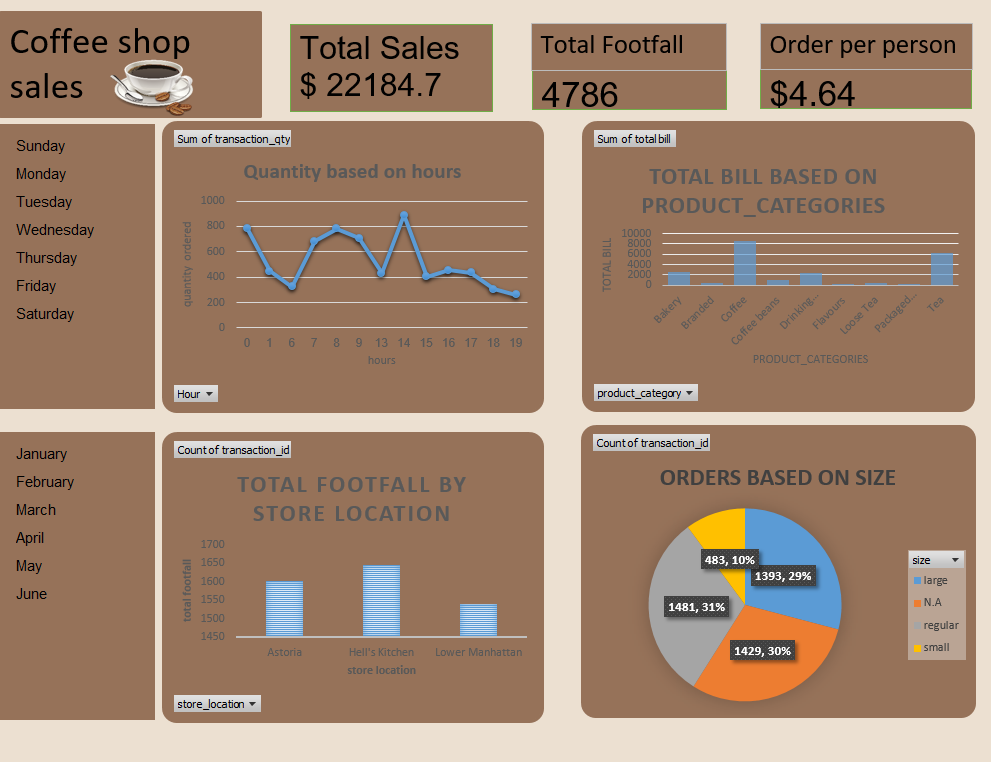 Coffee shop
sales
Total Sales
$ 22184.7
Total Footfall
4786
Order per person
$4.64
Sunday
Monday
Tuesday
Wednesday
Thursday
Friday
Saturday
Sum of transaction_qty
Quantity based on hours
1000
800
600
400
200
0
quantity ordered
0 1 6 7 8 9 13 14 15 16 17 18 19
hours
Hour
Sum of totalbill
TOTAL BILL BASED ON
PRODUCT_CATEGORIES
10000
8000
6000
4000
2000
0
TOTAL BILL
Bakery
Branded
Coffee
Coffee beans
Drinking...
Flavours
Loose Tea
Packaged...
Tea
PRODUCT_CATEGORIES
product_category
January
February
March
April
May
June
Count of transaction_id
TOTAL FOOTFALL BY
STORE LOCATION
1700
1650
1600
1550
1500
1450
total footfall
Astoria Hell's Kitchen Lower Manhattan
store location
store_location
Count of transaction_id
ORDERS BASED ON SIZE
483, 10%
1393, 29%
1481, 31%
1429, 30%
size
large
N.A
regular
small